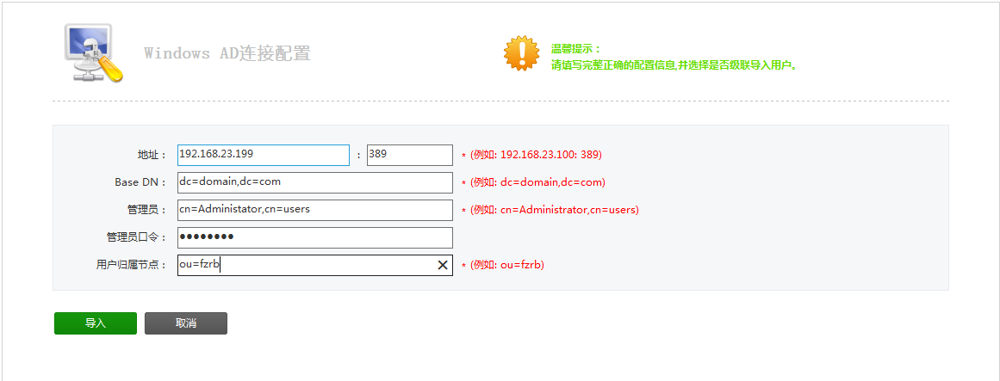 Windows AD连接配置
温馨提示：
请填写完整正确的配置信息,并选择是否级联导入用户。
地址： 192.168.23.199 : 389 * (例如: 192.168.23.100: 389)
Base DN： dc=domain,dc=com * (例如: dc=domain,dc=com)
管理员： cn=Administator,cn=users * (例如: cn=Administrator,cn=users)
管理员口令： ●●●●●●●●
用户归属节点： ou=fzrb ✕ * (例如: ou=fzrb)
导入 取消